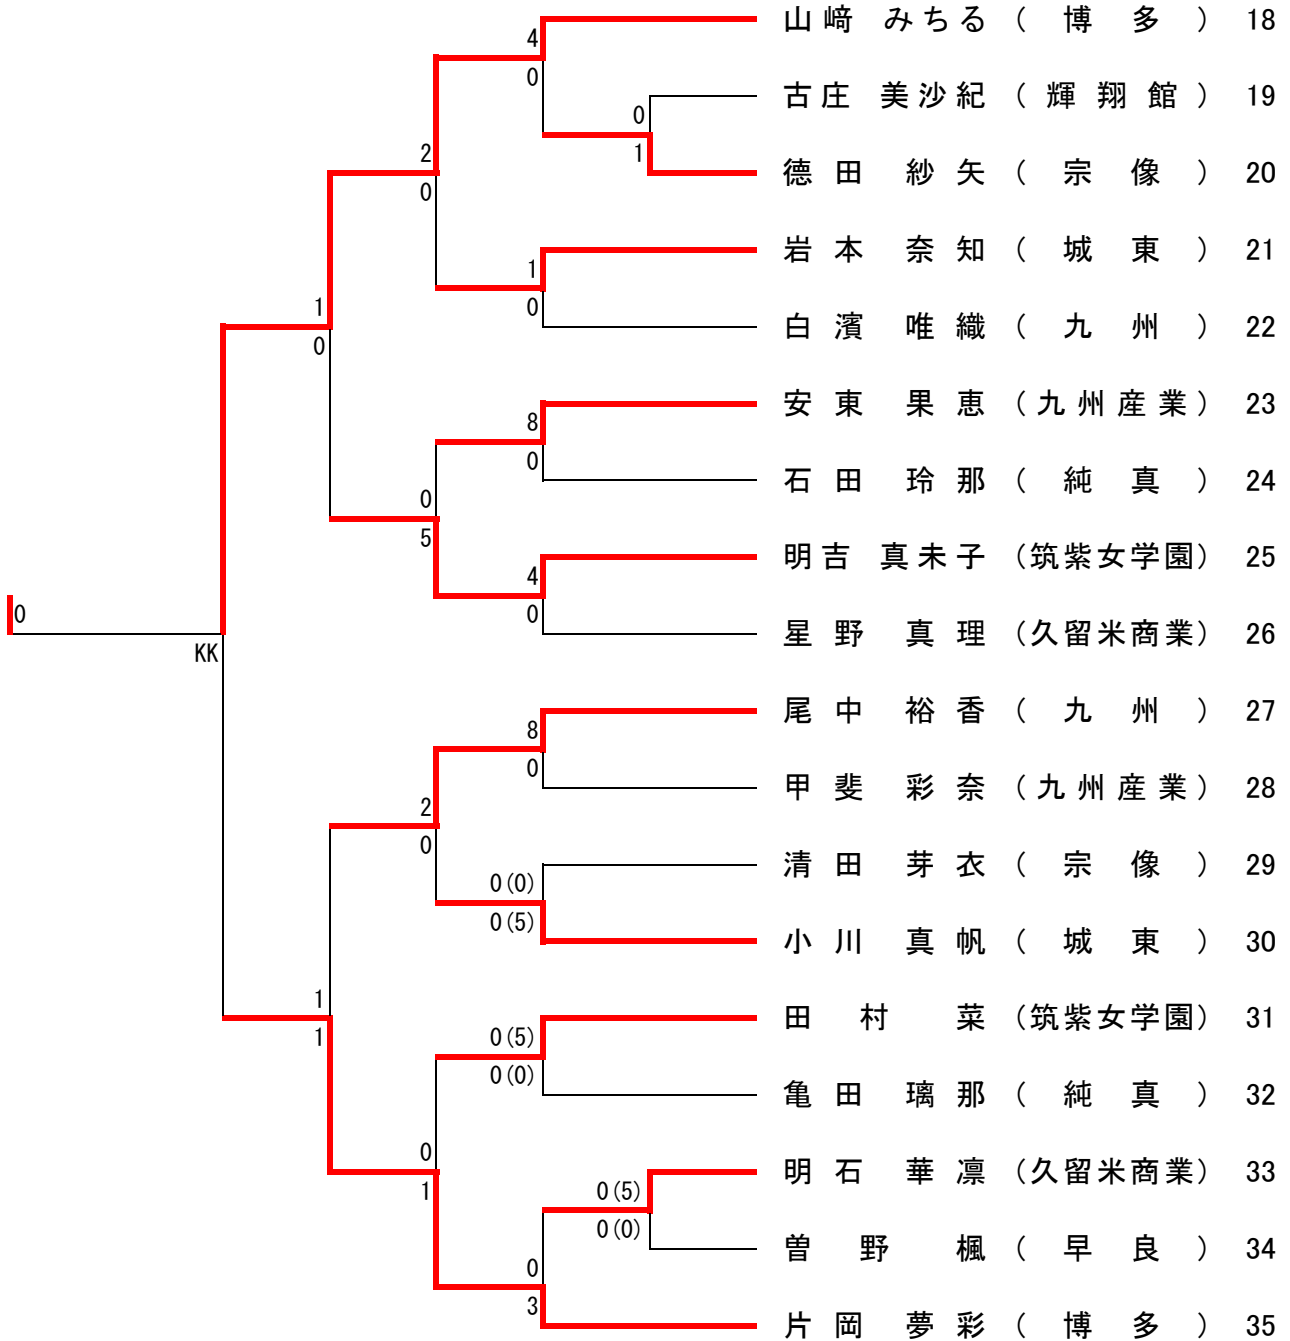 山﨑 みちる ( 博 多 ) 18
4
0
古庄 美沙紀 ( 輝 翔 館 ) 19
0
1
2
德田 紗矢 ( 宗 像 ) 20
0
岩本 奈知 ( 城 東 ) 21
1
0
1
白濱 唯織 ( 九 州 ) 22
0
安東 果恵 (九州産業) 23
8
0
石田 玲那 ( 純 真 ) 24
0
5
明吉 真未子 (筑紫女学園) 25
4
0
0
星野 真理 (久留米商業) 26
KK
尾中 裕香 ( 九 州 ) 27
8
0
甲斐 彩奈 (九州産業) 28
2
0
清田 芽衣 ( 宗 像 ) 29
0(0)
0(5)
小川 真帆 ( 城 東 ) 30
1
1
田村 菜 (筑紫女学園) 31
0(5)
0(0)
亀田 璃那 ( 純 真 ) 32
0
1
明石 華凛 (久留米商業) 33
0(5)
0(0)
曽野 楓 ( 早 良 ) 34
0
3
片岡 夢彩 ( 博 多 ) 35